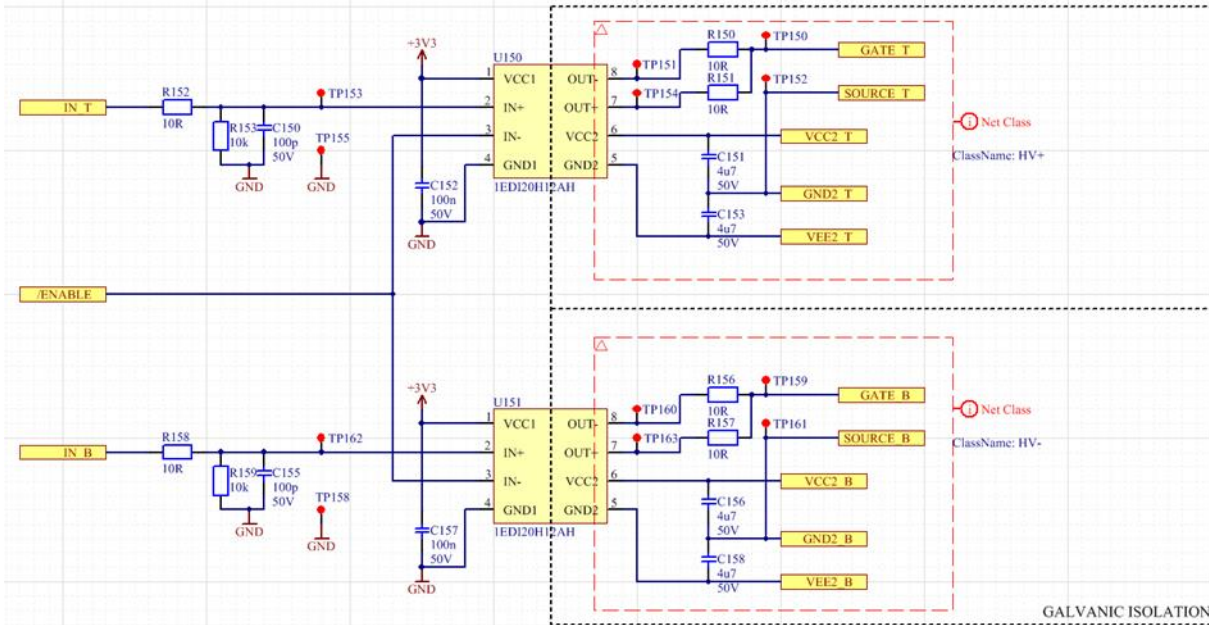 +3V3
U150
IN_T
R152
10R
R153
10k
C150
100p
50V
TP153
TP155
GND
GND
C152
100n
50V
GND
1 VCC1
2 IN+
3 IN-
4 GND1
OUT- 8
OUT+ 7
VCC2 6
GND2 5
1EDI20H12AH
TP151
TP154
R150
10R
R151
10R
TP150
TP152
GATE_T
SOURCE_T
VCC2_T
C151
4u7
50V
GND2_T
C153
4u7
50V
VEE2_T
i Net Class
ClassName: HV+
/ENABLE
+3V3
U151
IN_B
R158
10R
R159
10k
C155
100p
50V
TP162
TP158
GND
GND
C157
100n
50V
GND
1 VCC1
2 IN+
3 IN-
4 GND1
OUT- 8
OUT+ 7
VCC2 6
GND2 5
1EDI20H12AH
TP160
TP163
R156
10R
R157
10R
TP159
TP161
GATE_B
SOURCE_B
VCC2_B
C156
4u7
50V
GND2_B
C158
4u7
50V
VEE2_B
i Net Class
ClassName: HV-
GALVANIC ISOLATION